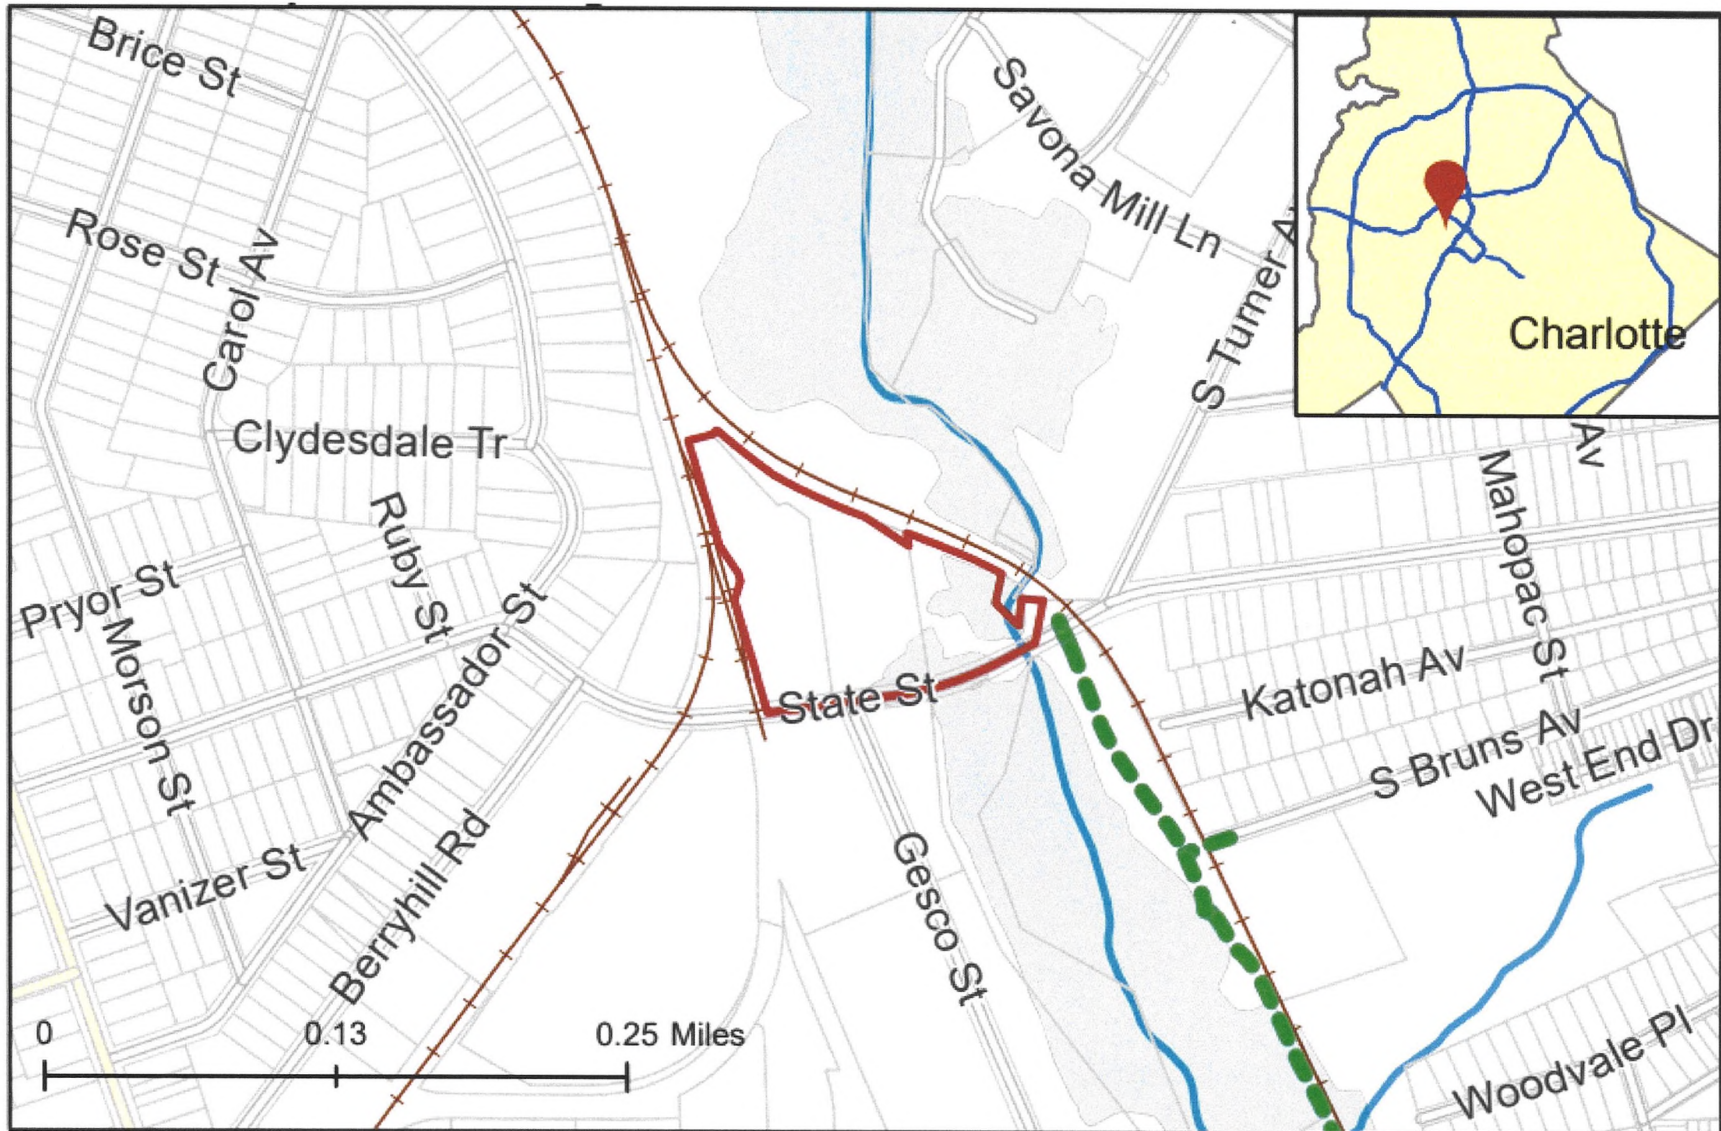 Brice St
Savona Mill Ln
Rose St
Carol Av
S Turner Av
Charlotte
Clydesdale Tr
Av
Mahopac St
Ruby St
Pryor St
Morson St
Ambassador St
State St
Katonah Av
S Bruns Av
West End Dr
Vanizer St
Berryhill Rd
Gesco St
0 0.13 0.25 Miles
Woodvale Pl